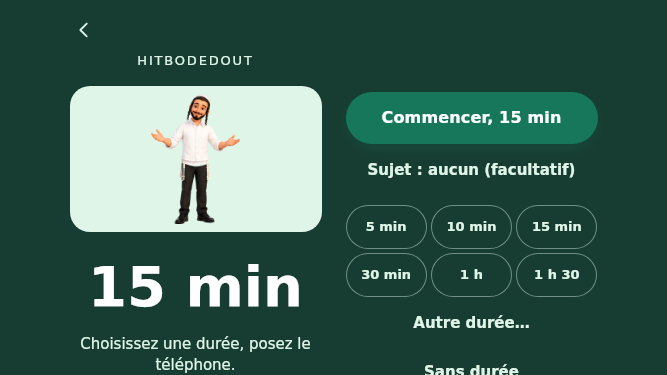 HITBODEDOUT
15 min
Choisissez une durée, posez le
téléphone.
Commencer, 15 min
Sujet : aucun (facultatif)
5 min
10 min
15 min
30 min
1 h
1 h 30
Autre durée…
Sans durée